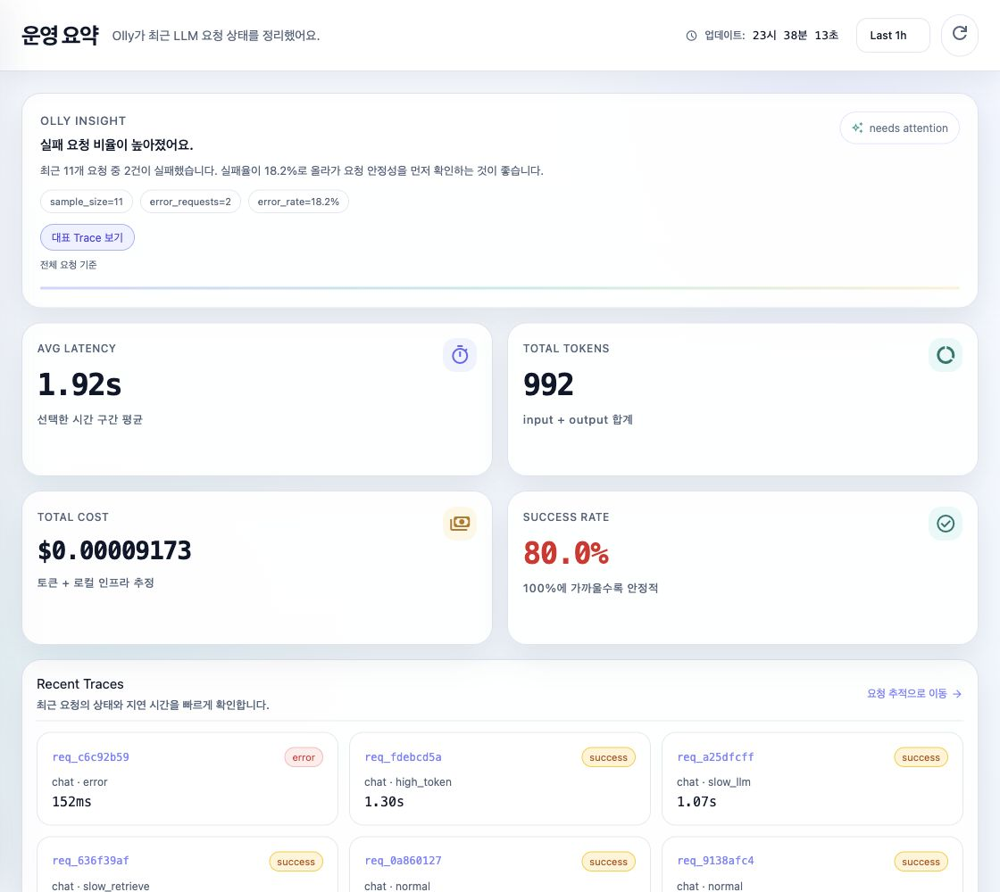 운영 요약 Olly가 최근 LLM 요청 상태를 정리했어요. 업데이트: 23시 38분 13초 Last 1h
OLLY INSIGHT
needs attention
실패 요청 비율이 높아졌어요.
최근 11개 요청 중 2건이 실패했습니다. 실패율이 18.2%로 올라가 요청 안정성을 먼저 확인하는 것이 좋습니다.
sample_size=11 error_requests=2 error_rate=18.2%
대표 Trace 보기
전체 요청 기준
AVG LATENCY
1.92s
선택한 시간 구간 평균
TOTAL TOKENS
992
input + output 합계
TOTAL COST
$0.00009173
토큰 + 로컬 인프라 추정
SUCCESS RATE
80.0%
100%에 가까울수록 안정적
Recent Traces
최근 요청의 상태와 지연 시간을 빠르게 확인합니다.
요청 추적으로 이동 →
req_c6c92b59 error
chat · error
152ms
req_fdebcd5a success
chat · high_token
1.30s
req_a25dfcff success
chat · slow_llm
1.07s
req_636f39af success
chat · slow_retrieve
req_0a860127 success
chat · normal
req_9138afc4 success
chat · normal